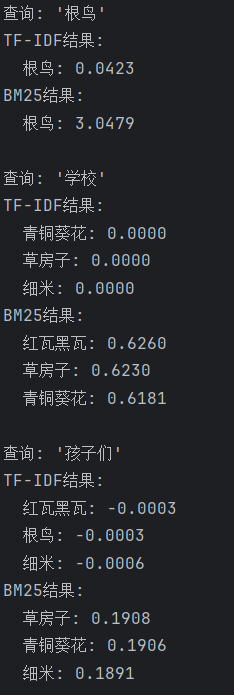 查询: '根鸟'
TF-IDF结果:
根鸟: 0.0423
BM25结果:
根鸟: 3.0479
查询: '学校'
TF-IDF结果:
青铜葵花: 0.0000
草房子: 0.0000
细米: 0.0000
BM25结果:
红瓦黑瓦: 0.6260
草房子: 0.6230
青铜葵花: 0.6181
查询: '孩子们'
TF-IDF结果:
红瓦黑瓦: -0.0003
根鸟: -0.0003
细米: -0.0006
BM25结果:
草房子: 0.1908
青铜葵花: 0.1906
细米: 0.1891